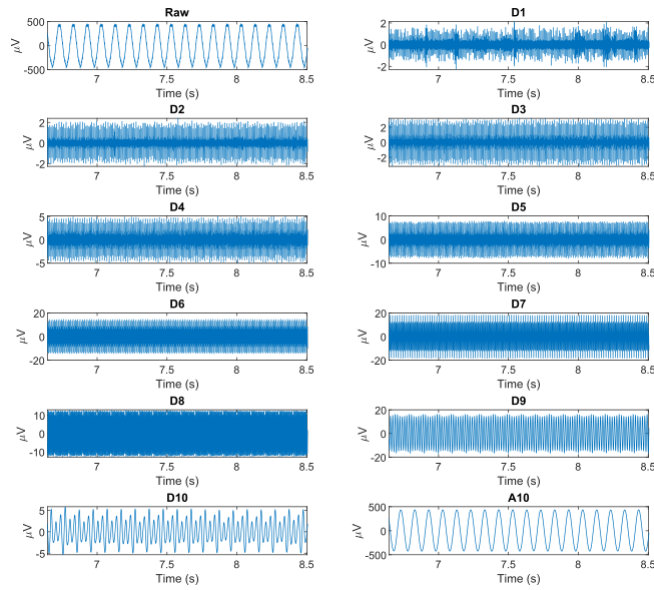 Raw
500
0
-500
μV
7 7.5 8 8.5
Time (s)
D1
2
0
-2
μV
7 7.5 8 8.5
Time (s)
D2
2
0
-2
μV
7 7.5 8 8.5
Time (s)
D3
2
0
-2
μV
7 7.5 8 8.5
Time (s)
D4
5
0
-5
μV
7 7.5 8 8.5
Time (s)
D5
10
0
-10
μV
7 7.5 8 8.5
Time (s)
D6
20
0
-20
μV
7 7.5 8 8.5
Time (s)
D7
20
0
-20
μV
7 7.5 8 8.5
Time (s)
D8
10
0
-10
μV
7 7.5 8 8.5
Time (s)
D9
20
0
-20
μV
7 7.5 8 8.5
Time (s)
D10
5
0
-5
μV
7 7.5 8 8.5
Time (s)
A10
500
0
-500
μV
7 7.5 8 8.5
Time (s)